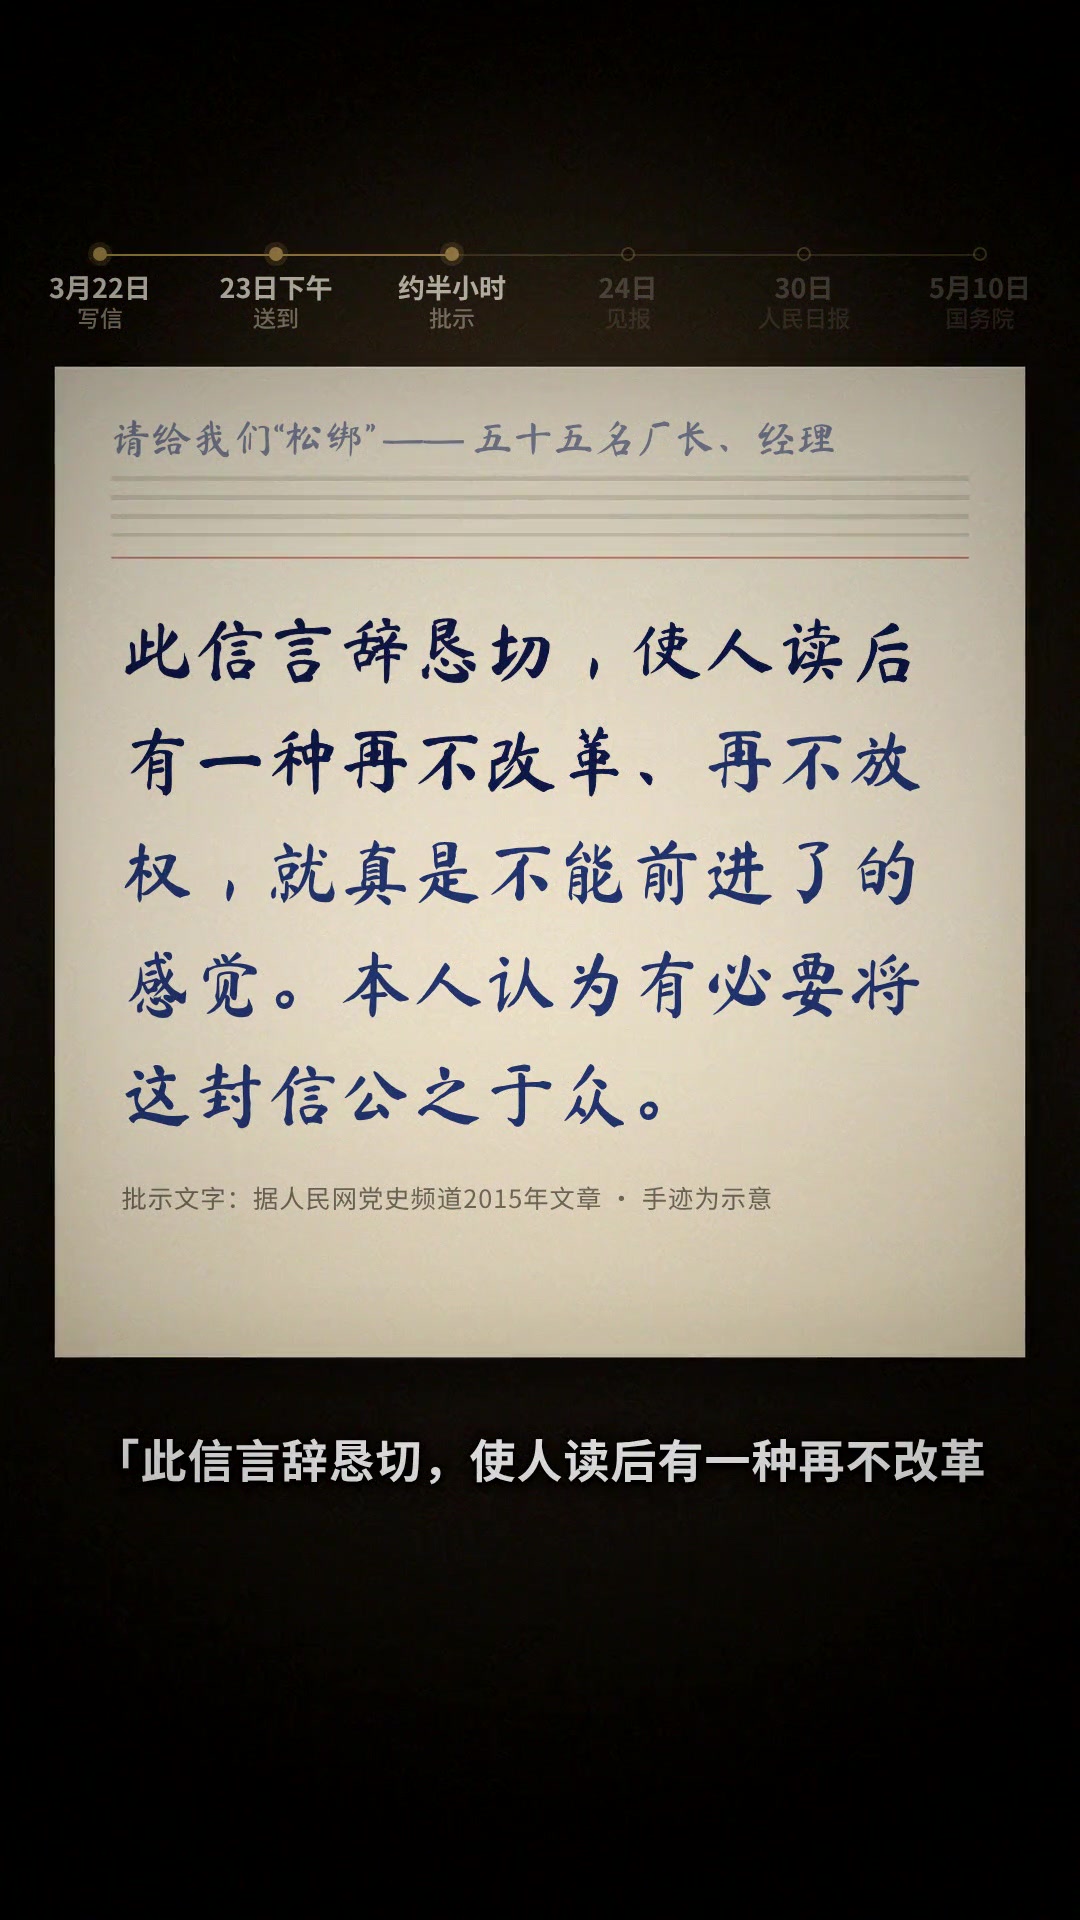 3月22日 23日下午 约半小时 24日 30日 5月10日
写信 送到 批示 见报 人民日报 国务院
请给我们“松绑”——五十五名厂长、经理
此信言辞恳切，使人读后
有一种再不改革、再不放
权，就真是不能前进了的
感觉。本人认为有必要将
这封信公之于众。
批示文字：据人民网党史频道2015年文章 · 手迹为示意
「此信言辞恳切，使人读后有一种再不改革